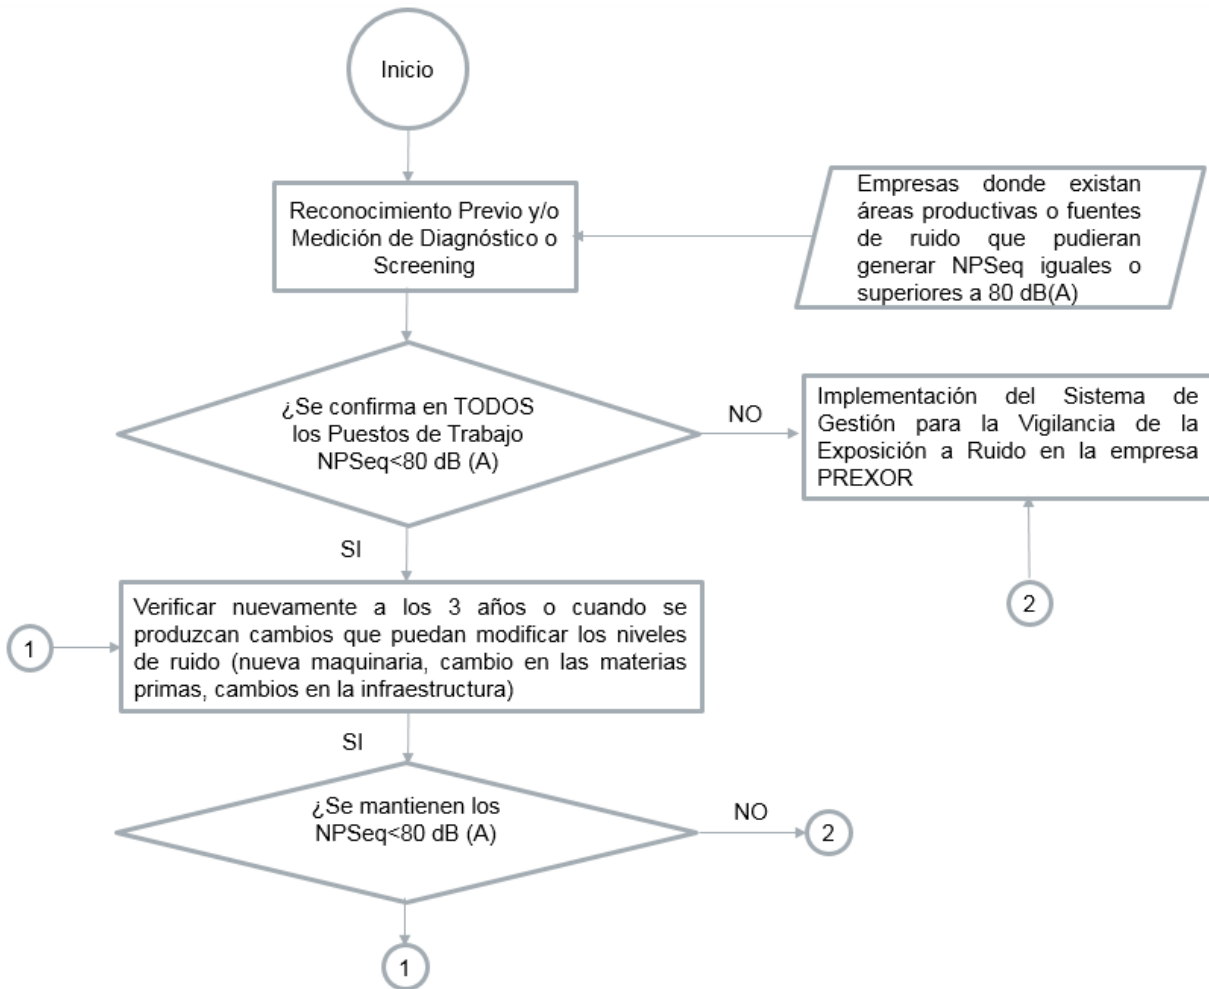 Inicio
Reconocimiento Previo y/o
Medición de Diagnóstico o
Screening
Empresas donde existan
áreas productivas o fuentes
de ruido que pudieran
generar NPSeq iguales o
superiores a 80 dB(A)
¿Se confirma en TODOS
los Puestos de Trabajo
NPSeq<80 dB (A)
NO
Implementación del Sistema de
Gestión para la Vigilancia de la
Exposición a Ruido en la empresa
PREXOR
2
SI
1
Verificar nuevamente a los 3 años o cuando se
produzcan cambios que puedan modificar los niveles
de ruido (nueva maquinaria, cambio en las materias
primas, cambios en la infraestructura)
SI
¿Se mantienen los
NPSeq<80 dB (A)
NO
2
1